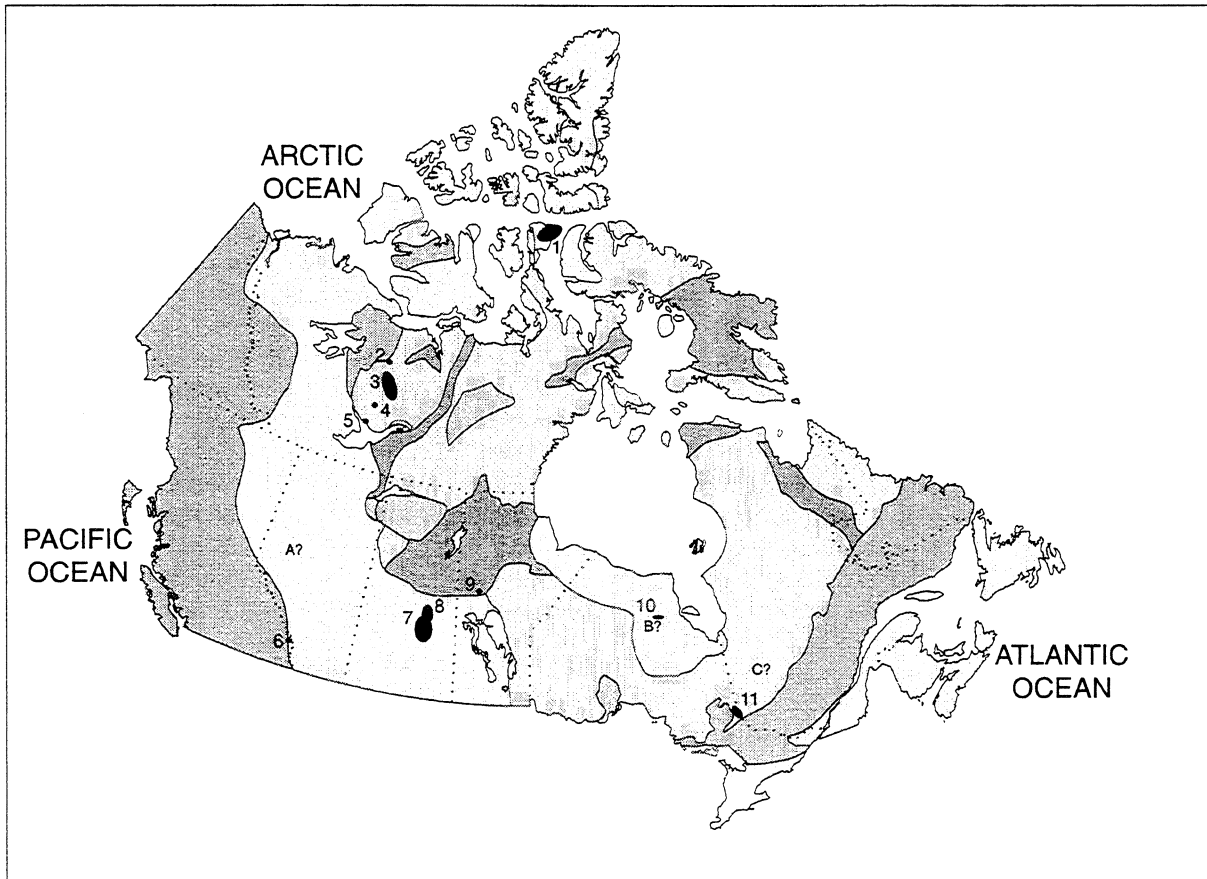 ARCTIC
OCEAN
1
2
3
4
5
PACIFIC
OCEAN
A?
9
8
7
10
B?
6
C?
ATLANTIC
OCEAN
11